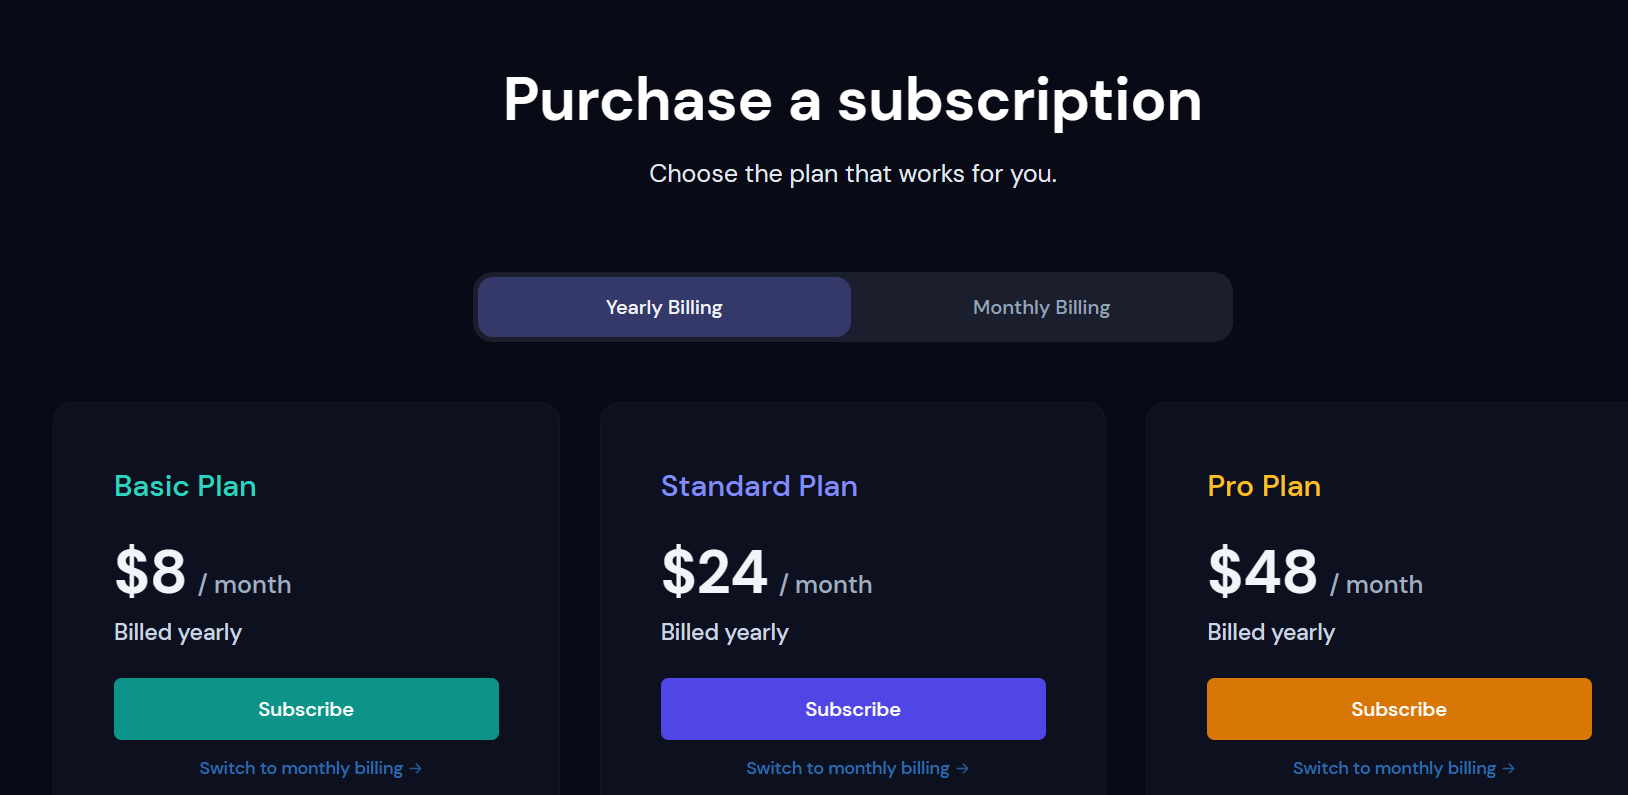 Purchase a subscription
Choose the plan that works for you.
Yearly Billing
Monthly Billing
Basic Plan
$8 / month
Billed yearly
Subscribe
Switch to monthly billing →
Standard Plan
$24 / month
Billed yearly
Subscribe
Switch to monthly billing →
Pro Plan
$48 / month
Billed yearly
Subscribe
Switch to monthly billing →